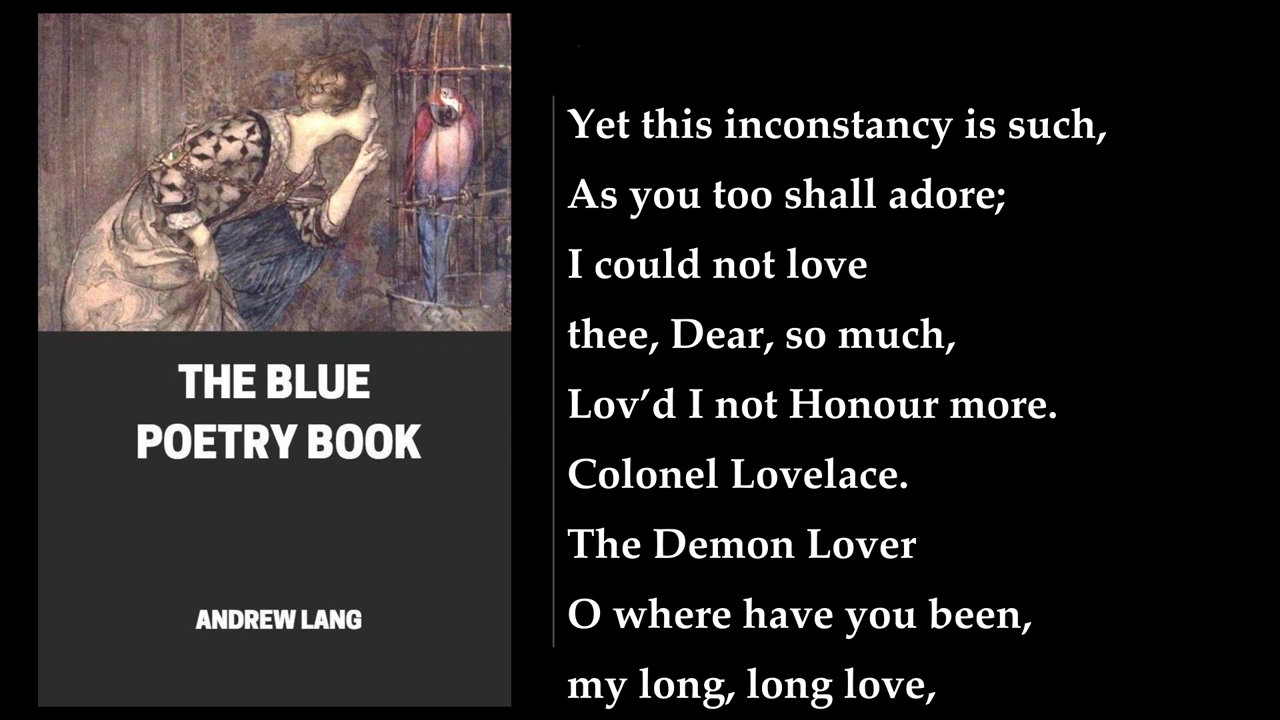 THE BLUE
POETRY BOOK
ANDREW LANG
Yet this inconstancy is such,
As you too shall adore;
I could not love
thee, Dear, so much,
Lov’d I not Honour more.
Colonel Lovelace.
The Demon Lover
O where have you been,
my long, long love,